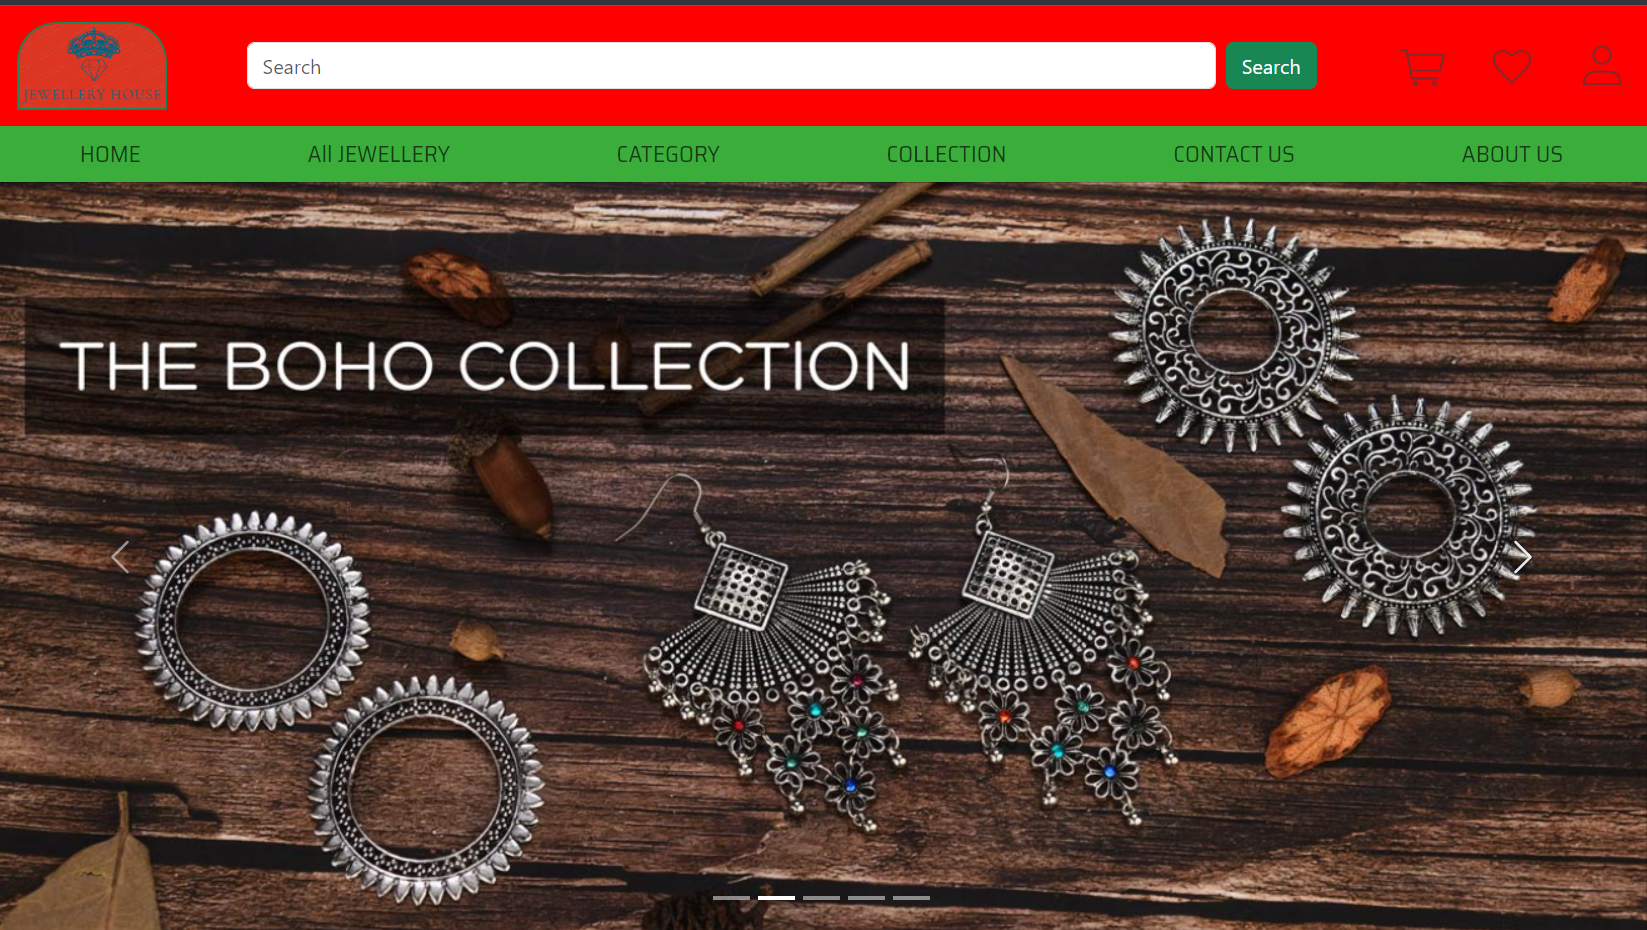 JEWELLERY HOUSE
Search
Search
HOME
All JEWELLERY
CATEGORY
COLLECTION
CONTACT US
ABOUT US
THE BOHO COLLECTION